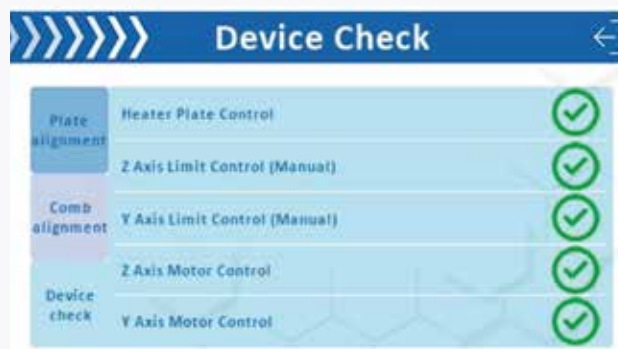 Device Check
Plate
alignment
Heater Plate Control
Z Axis Limit Control (Manual)
Comb
alignment
Y Axis Limit Control (Manual)
Z Axis Motor Control
Device
check
Y Axis Motor Control